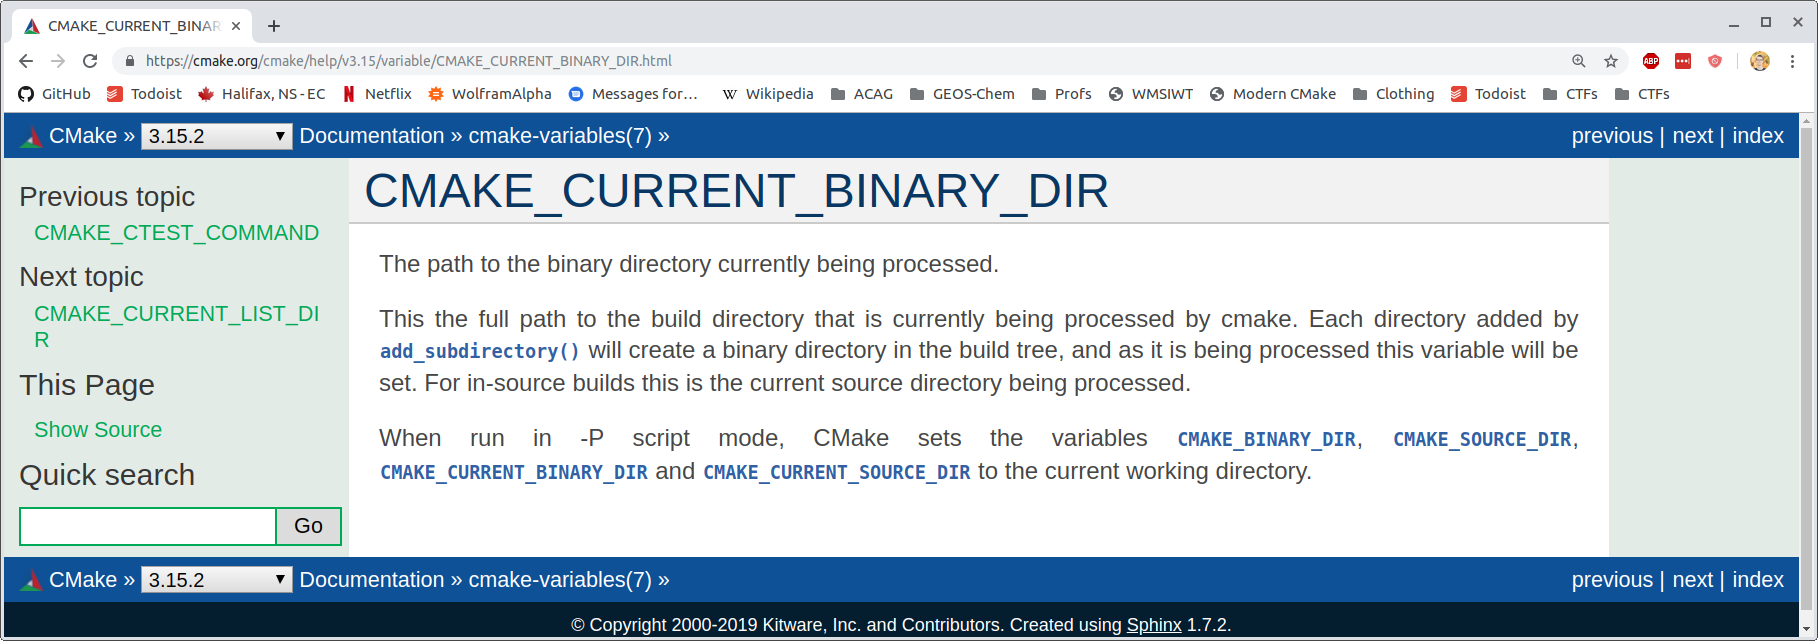 CMAKE_CURRENT_BINAR
https://cmake.org/cmake/help/v3.15/variable/CMAKE_CURRENT_BINARY_DIR.html
ABP
GitHub Todoist Halifax, NS - EC Netflix WolframAlpha Messages for... W Wikipedia ACAG GEOS-Chem Profs WMSIWT Modern CMake Clothing Todoist CTFs CTFs
CMake » 3.15.2 Documentation » cmake-variables(7) » previous | next | index
Previous topic
CMAKE_CTEST_COMMAND
Next topic
CMAKE_CURRENT_LIST_DI
R
This Page
Show Source
Quick search
Go
CMAKE_CURRENT_BINARY_DIR
The path to the binary directory currently being processed.
This the full path to the build directory that is currently being processed by cmake. Each directory added by
add_subdirectory() will create a binary directory in the build tree, and as it is being processed this variable will be
set. For in-source builds this is the current source directory being processed.
When run in -P script mode, CMake sets the variables CMAKE_BINARY_DIR, CMAKE_SOURCE_DIR,
CMAKE_CURRENT_BINARY_DIR and CMAKE_CURRENT_SOURCE_DIR to the current working directory.
CMake » 3.15.2 Documentation » cmake-variables(7) » previous | next | index
© Copyright 2000-2019 Kitware, Inc. and Contributors. Created using Sphinx 1.7.2.